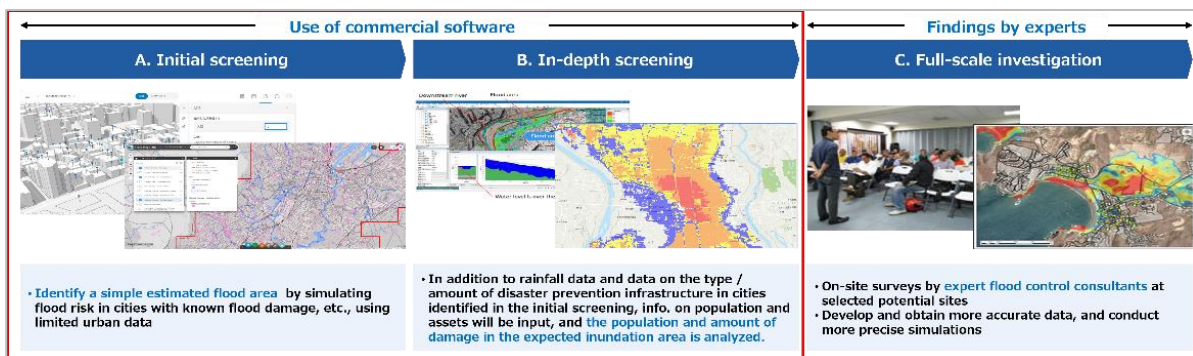 Use of commercial software
Findings by experts
A. Initial screening
B. In-depth screening
C. Full-scale investigation
Downstream river
Flood area
• Identify a simple estimated flood area by simulating
flood risk in cities with known flood damage, etc., using
limited urban data
• In addition to rainfall data and data on the type /
amount of disaster prevention infrastructure in cities
identified in the initial screening, info. on population and
assets will be input, and the population and amount of
damage in the expected inundation area is analyzed.
• On-site surveys by expert flood control consultants at
selected potential sites
• Develop and obtain more accurate data, and conduct
more precise simulations